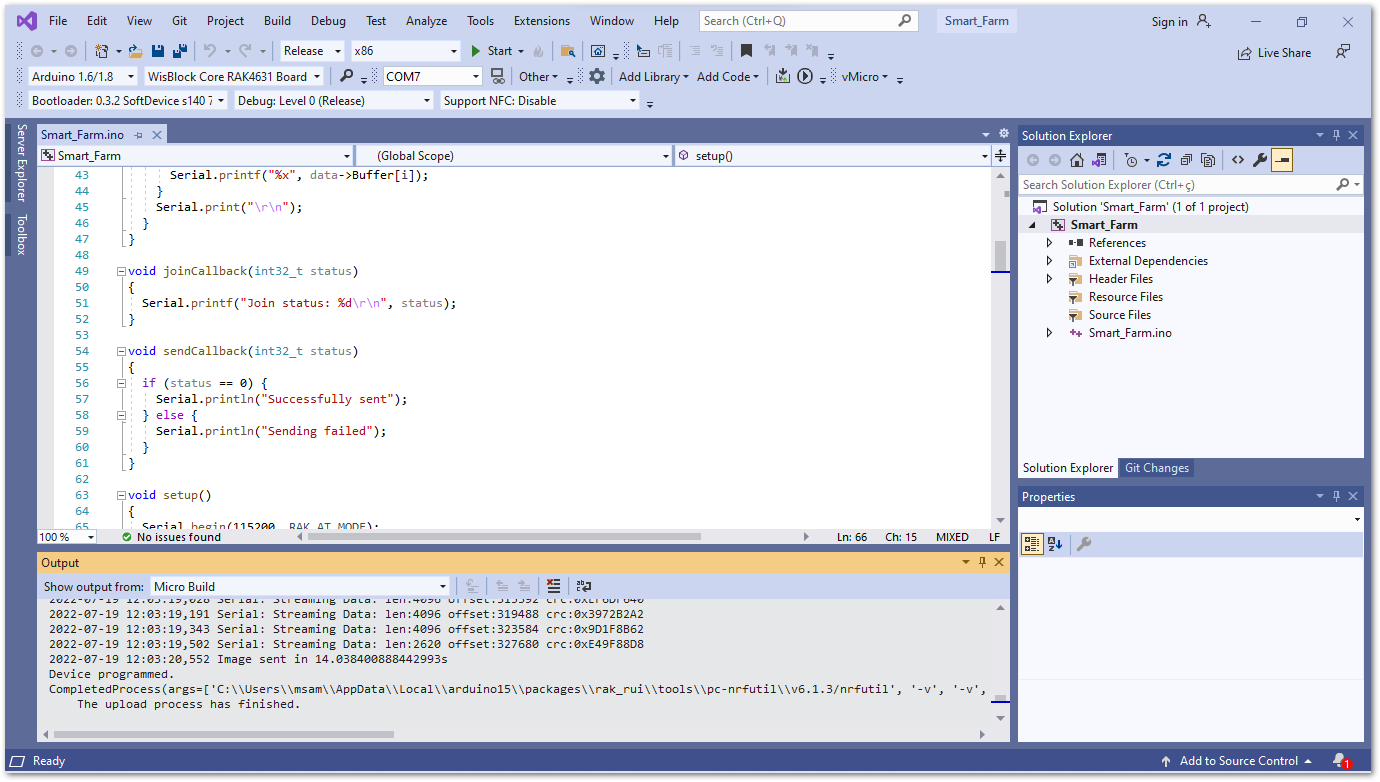 File Edit View Git Project Build Debug Test Analyze Tools Extensions Window Help Search (Ctrl+Q) Smart_Farm Sign in
Release x86 Start Live Share
Arduino 1.6/1.8 WisBlock Core RAK4631 Board COM7 Other Add Library Add Code vMicro
Bootloader: 0.3.2 SoftDevice s140 7 Debug: Level 0 (Release) Support NFC: Disable
Server Explorer
Toolbox
Smart_Farm.ino
Smart_Farm (Global Scope) setup()
43 Serial.printf("%x", data->Buffer[i]);
44 }
45 Serial.print("\r\n");
46 }
47 }
48
49 void joinCallback(int32_t status)
50 {
51 Serial.printf("Join status: %d\r\n", status);
52 }
53
54 void sendCallback(int32_t status)
55 {
56 if (status == 0) {
57 Serial.println("Successfully sent");
58 } else {
59 Serial.println("Sending failed");
60 }
61 }
62
63 void setup()
64 {
65 Serial.begin(115200, RAK_AT_MODE);
100 % No issues found Ln: 66 Ch: 15 MIXED LF
Output
Show output from: Micro Build
2022-07-19 12:03:19,028 Serial: Streaming Data: len:4096 offset:315392 crc:0xEF6DF640
2022-07-19 12:03:19,191 Serial: Streaming Data: len:4096 offset:319488 crc:0x3972B2A2
2022-07-19 12:03:19,343 Serial: Streaming Data: len:4096 offset:323584 crc:0x9D1F8B62
2022-07-19 12:03:19,502 Serial: Streaming Data: len:2620 offset:327680 crc:0xE49F88D8
2022-07-19 12:03:20,552 Image sent in 14.038400888442993s
Device programmed.
CompletedProcess(args=['C:\\Users\\msam\\AppData\\Local\\arduino15\\packages\\rak_rui\\tools\\pc-nrfutil\\v6.1.3/nrfutil', '-v', '-v',
The upload process has finished.
Solution Explorer
Search Solution Explorer (Ctrl+ç)
Solution 'Smart_Farm' (1 of 1 project)
Smart_Farm
References
External Dependencies
Header Files
Resource Files
Source Files
Smart_Farm.ino
Solution Explorer Git Changes
Properties
Ready Add to Source Control 1